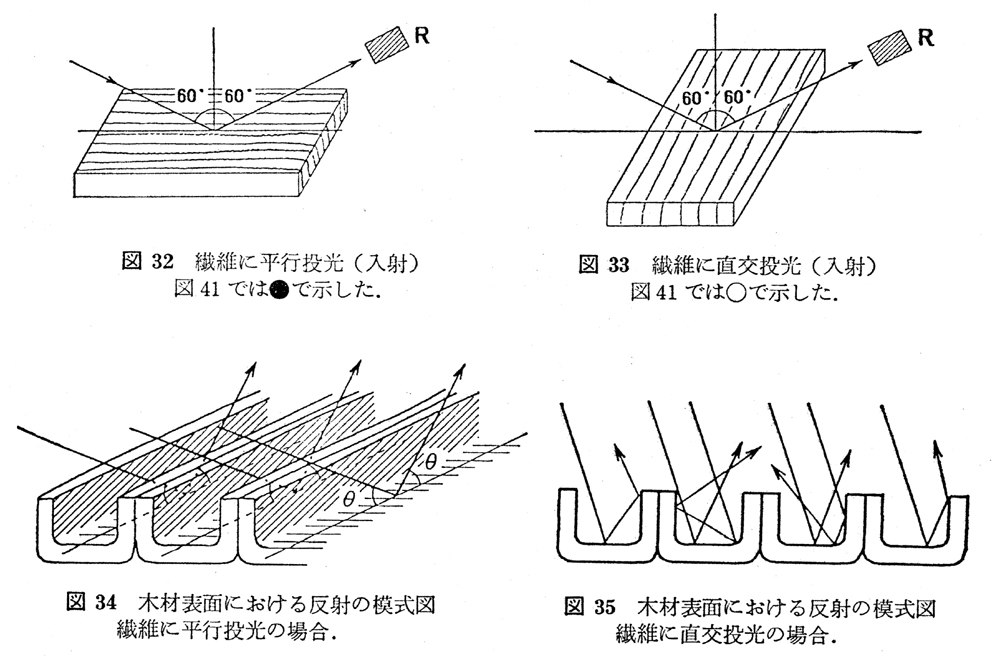 R
60° 60°
図 32 繊維に平行投光(入射)
図 41 では●で示した.
R
60° 60°
図 33 繊維に直交投光(入射)
図 41 では○で示した.
θ
θ
図 34 木材表面における反射の模式図
繊維に平行投光の場合.
図 35 木材表面における反射の模式図
繊維に直交投光の場合.